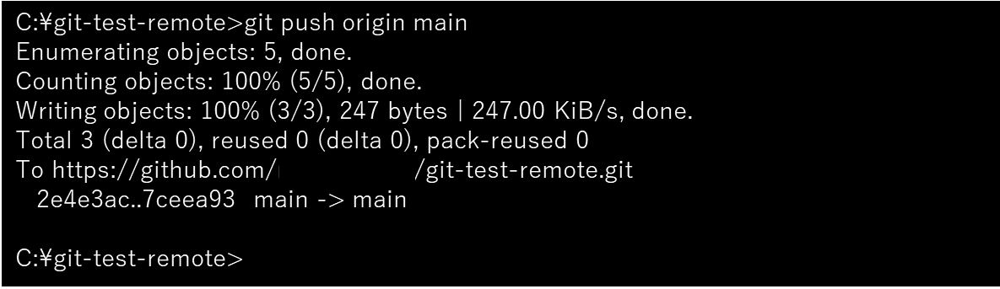 C:¥git-test-remote>git push origin main
Enumerating objects: 5, done.
Counting objects: 100% (5/5), done.
Writing objects: 100% (3/3), 247 bytes | 247.00 KiB/s, done.
Total 3 (delta 0), reused 0 (delta 0), pack-reused 0
To https://github.com/ /git-test-remote.git
2e4e3ac..7ceea93 main -> main
C:¥git-test-remote>